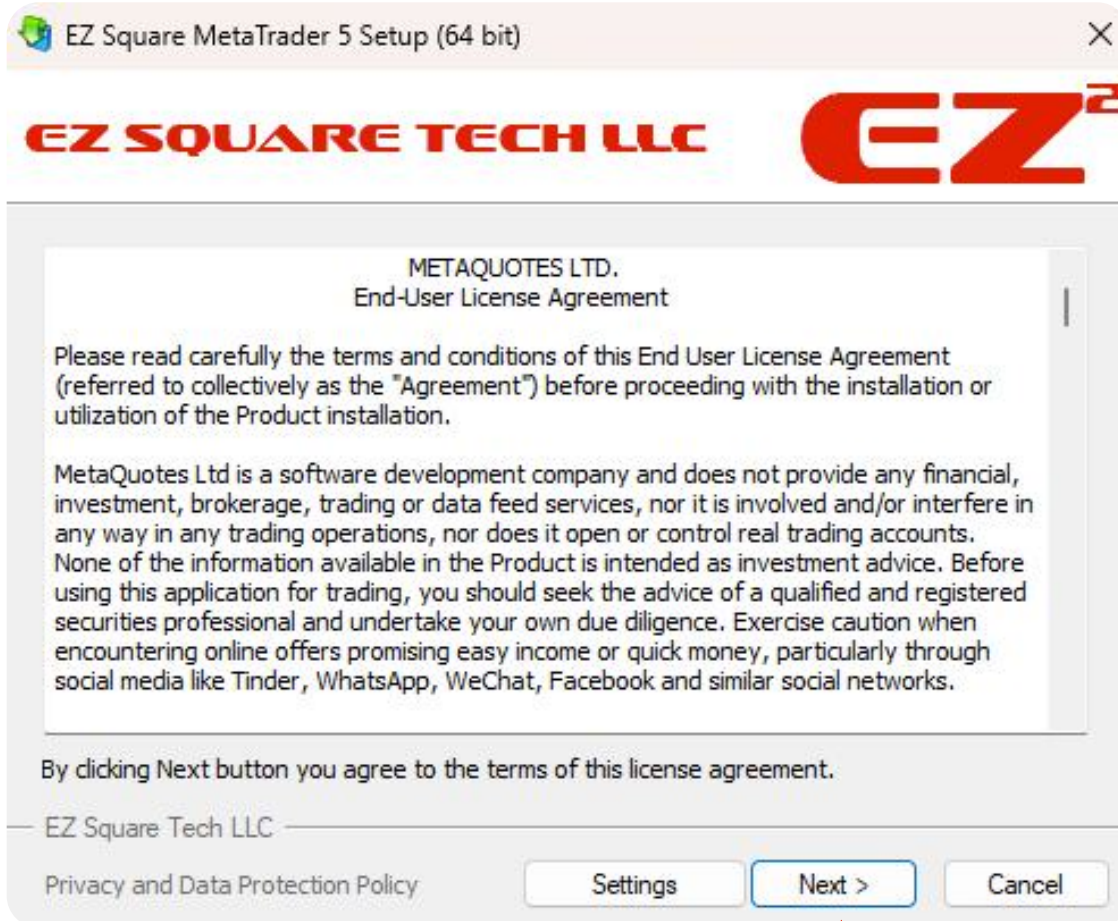 EZ Square MetaTrader 5 Setup (64 bit)
EZ SQUARE TECH LLC
EZ²
METAQUOTES LTD.
End-User License Agreement
Please read carefully the terms and conditions of this End User License Agreement
(referred to collectively as the "Agreement") before proceeding with the installation or
utilization of the Product installation.
MetaQuotes Ltd is a software development company and does not provide any financial,
investment, brokerage, trading or data feed services, nor it is involved and/or interfere in
any way in any trading operations, nor does it open or control real trading accounts.
None of the information available in the Product is intended as investment advice. Before
using this application for trading, you should seek the advice of a qualified and registered
securities professional and undertake your own due diligence. Exercise caution when
encountering online offers promising easy income or quick money, particularly through
social media like Tinder, WhatsApp, WeChat, Facebook and similar social networks.
By clicking Next button you agree to the terms of this license agreement.
EZ Square Tech LLC
Privacy and Data Protection Policy
Settings
Next >
Cancel